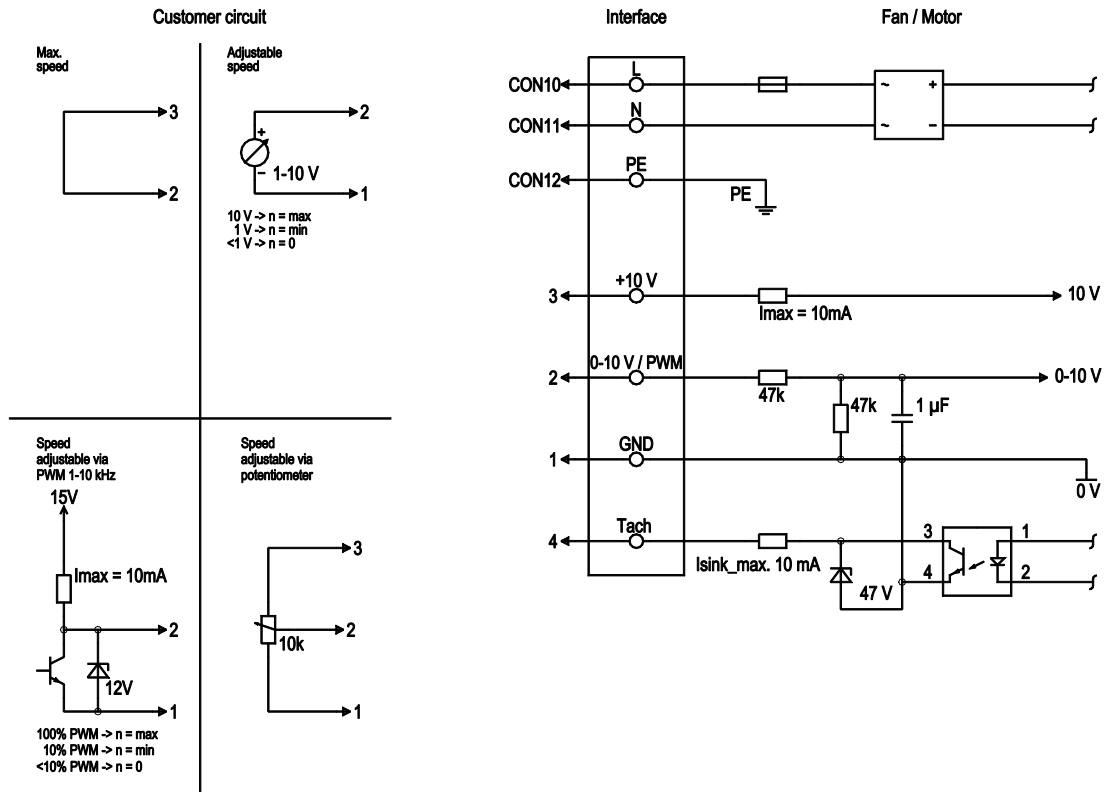 Customer circuit
Interface
Fan / Motor
Max.
speed
3
2
Adjustable
speed
2
+
1-10 V
–
1
10 V -> n = max
1 V -> n = min
<1 V -> n = 0
Speed
adjustable via
PWM 1-10 kHz
15V
Imax = 10mA
2
12V
1
100% PWM -> n = max
10% PWM -> n = min
<10% PWM -> n = 0
Speed
adjustable via
potentiometer
3
2
10k
1
L
CON10
~ +
N
CON11
~ –
PE
CON12
PE
+10 V
3
10 V
Imax = 10mA
0-10 V / PWM
2
0-10 V
47k
47k
1 µF
GND
1
0 V
Tach
4
3
1
Isink_max. 10 mA
4
2
47 V